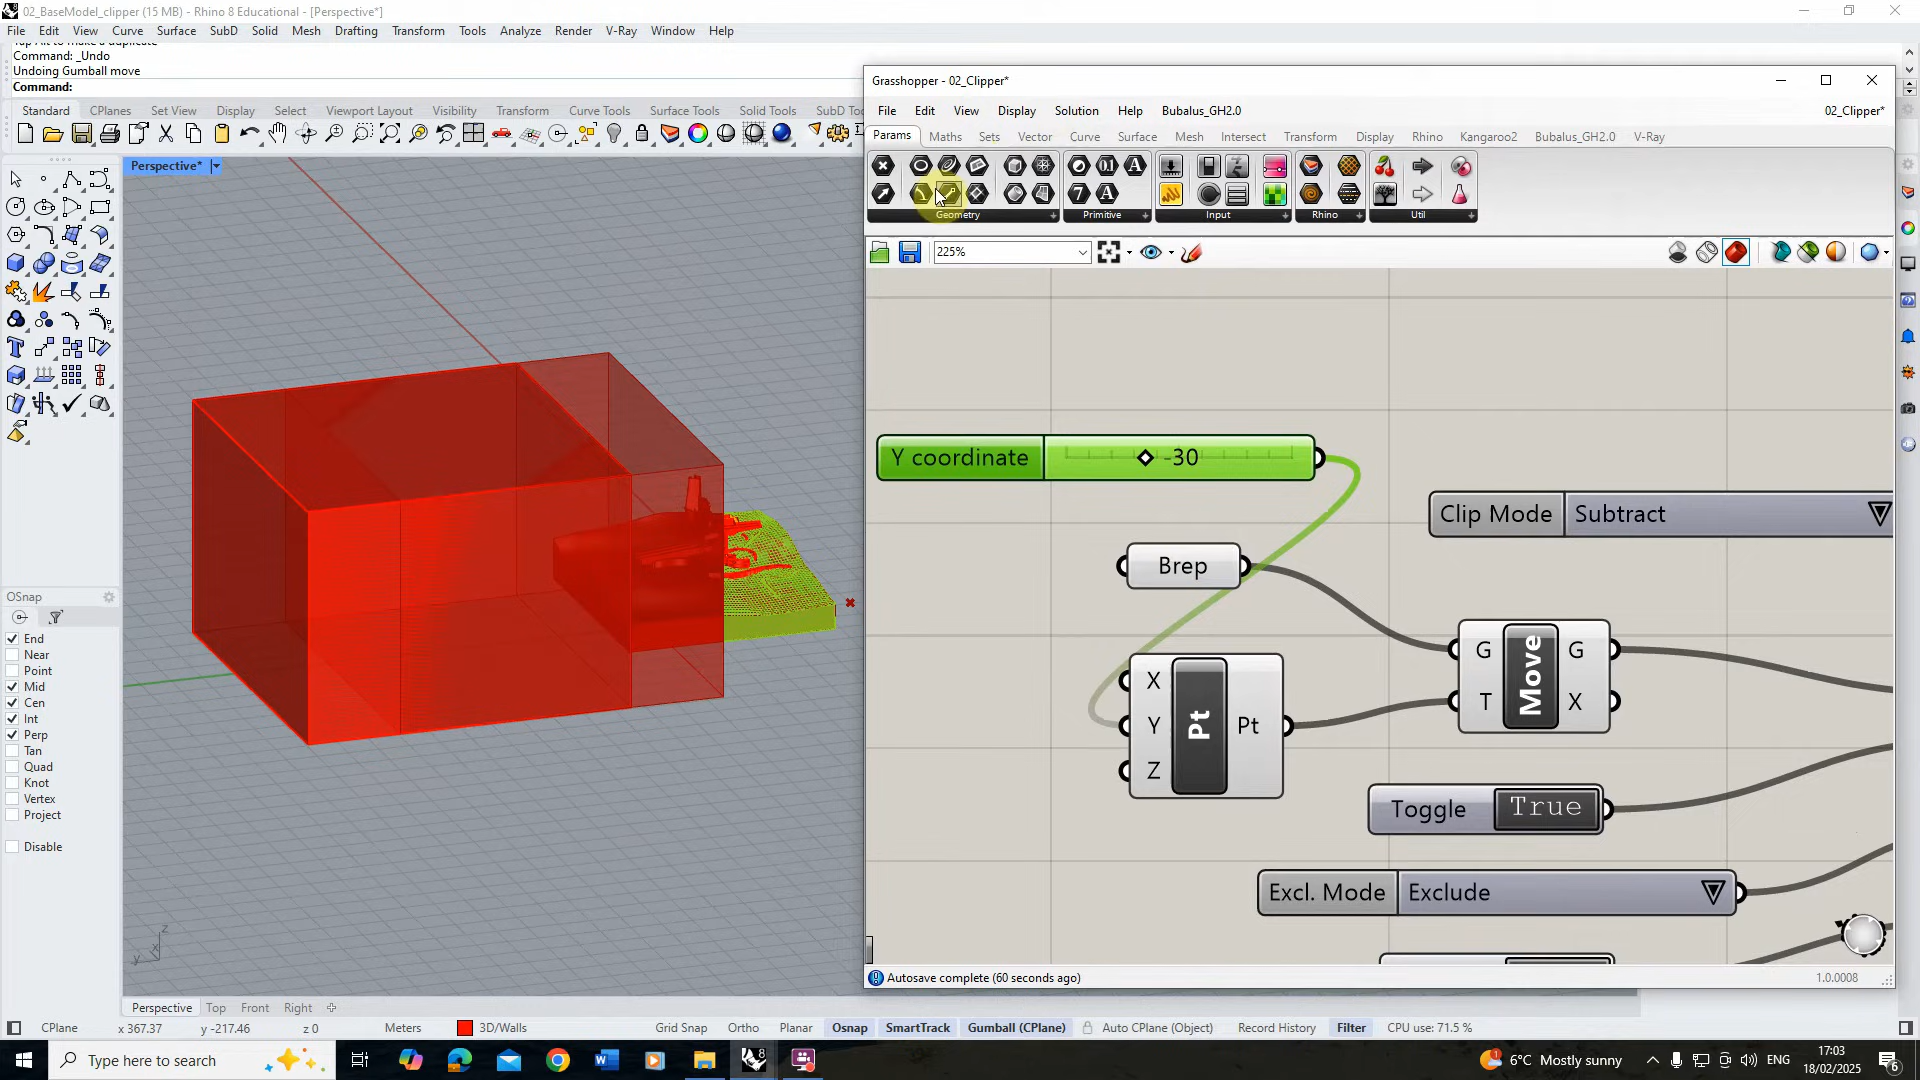 02_BaseModel_clipper (15 MB) - Rhino 8 Educational - [Perspective*]
File Edit View Curve Surface SubD Solid Mesh Drafting Transform Tools Analyze Render V-Ray Window Help
Tap Alt to make a duplicate
Command: _Undo
Undoing Gumball move
Command:
Standard CPlanes Set View Display Select Viewport Layout Visibility Transform Curve Tools Surface Tools Solid Tools SubD To
Perspective*
Grasshopper - 02_Clipper*
File Edit View Display Solution Help Bubalus_GH2.0
02_Clipper*
Params Maths Sets Vector Curve Surface Mesh Intersect Transform Display Rhino Kangaroo2 Bubalus_GH2.0 V-Ray
Geometry Primitive Input Rhino Util
225%
Y coordinate
-30
Clip Mode Subtract
Brep
X
Y
Z
Pt
Pt
G
T
Move
G
X
Toggle True
Excl. Mode Exclude
Autosave complete (60 seconds ago)
1.0.0008
OSnap
End
Near
Point
Mid
Cen
Int
Perp
Tan
Quad
Knot
Vertex
Project
Disable
z
x
y
Perspective Top Front Right
CPlane x 367.37 y -217.46 z 0 Meters 3D/Walls Grid Snap Ortho Planar Osnap SmartTrack Gumball (CPlane) Auto CPlane (Object) Record History Filter CPU use: 71.5 %
Type here to search
6°C Mostly sunny
ENG
17:03
18/02/2025
6